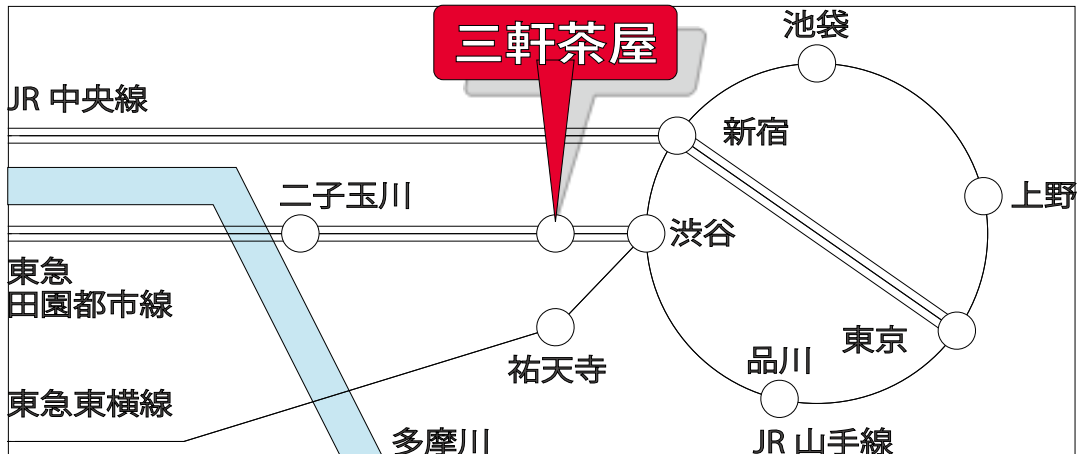 三軒茶屋
池袋
JR 中央線
新宿
二子玉川
上野
渋谷
東急
田園都市線
東京
品川
祐天寺
東急東横線
多摩川
JR 山手線